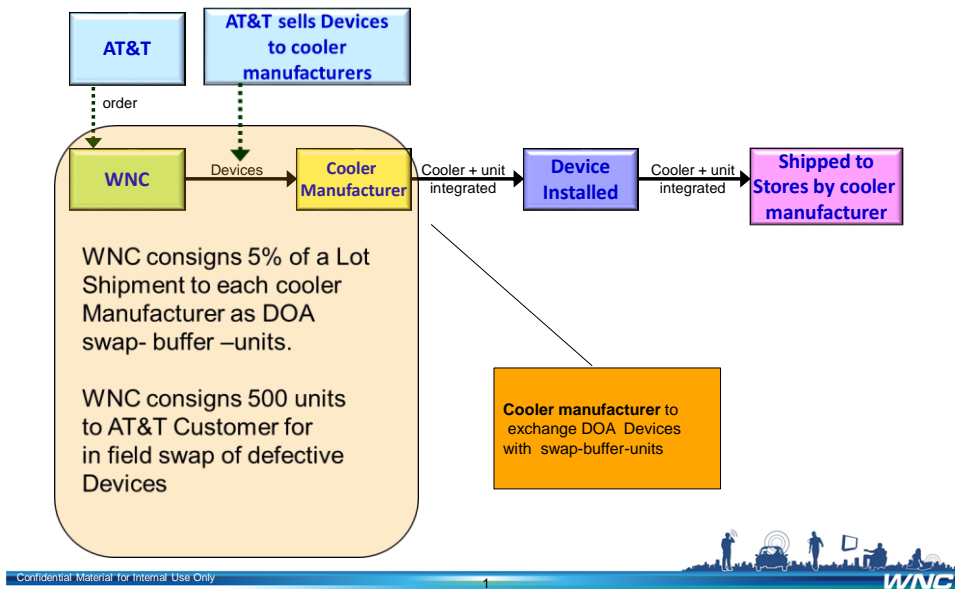 AT&T
AT&T sells Devices
to cooler
manufacturers
order
WNC
Devices
Cooler
Manufacturer
Cooler + unit
integrated
Device
Installed
Cooler + unit
integrated
Shipped to
Stores by cooler
manufacturer
WNC consigns 5% of a Lot
Shipment to each cooler
Manufacturer as DOA
swap- buffer –units.
WNC consigns 500 units
to AT&T Customer for
in field swap of defective
Devices
Cooler manufacturer to
exchange DOA Devices
with swap-buffer-units
Confidential Material for Internal Use Only
1
WNC